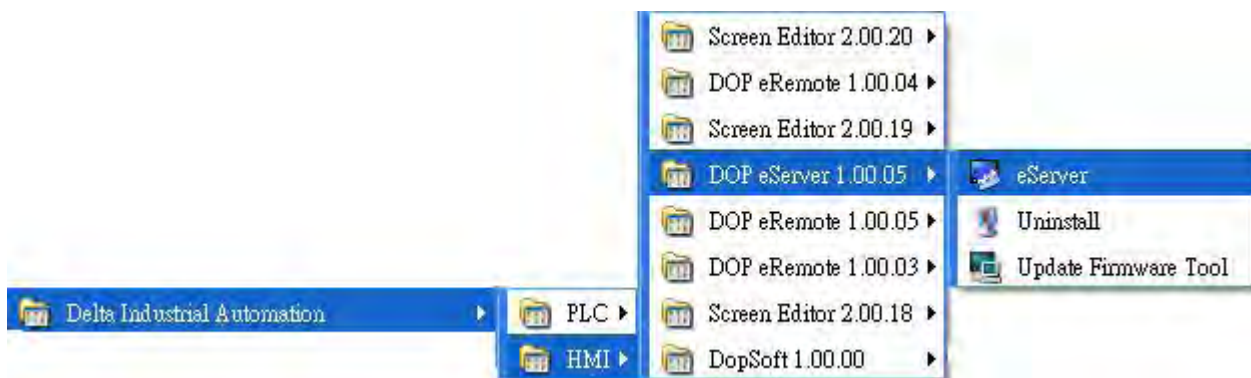 Screen Editor 2.00.20
DOP eRemote 1.00.04
Screen Editor 2.00.19
DOP eServer 1.00.05
eServer
DOP eRemote 1.00.05
Uninstall
DOP eRemote 1.00.03
Update Firmware Tool
Delta Industrial Automation
PLC
Screen Editor 2.00.18
HMI
DopSoft 1.00.00